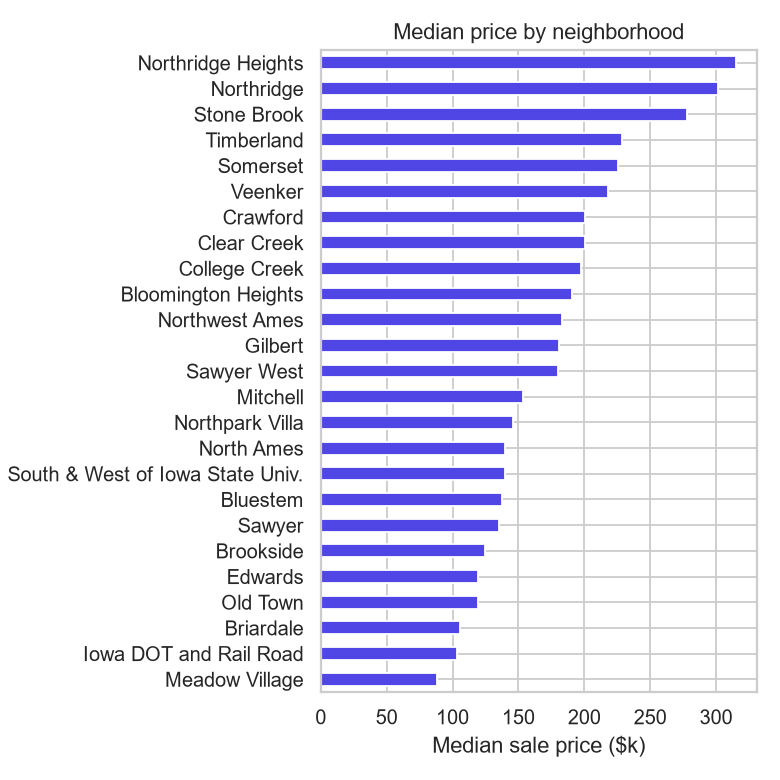 Median price by neighborhood
Northridge Heights
Northridge
Stone Brook
Timberland
Somerset
Veenker
Crawford
Clear Creek
College Creek
Bloomington Heights
Northwest Ames
Gilbert
Sawyer West
Mitchell
Northpark Villa
North Ames
South & West of Iowa State Univ.
Bluestem
Sawyer
Brookside
Edwards
Old Town
Briardale
Iowa DOT and Rail Road
Meadow Village
0 50 100 150 200 250 300
Median sale price ($k)